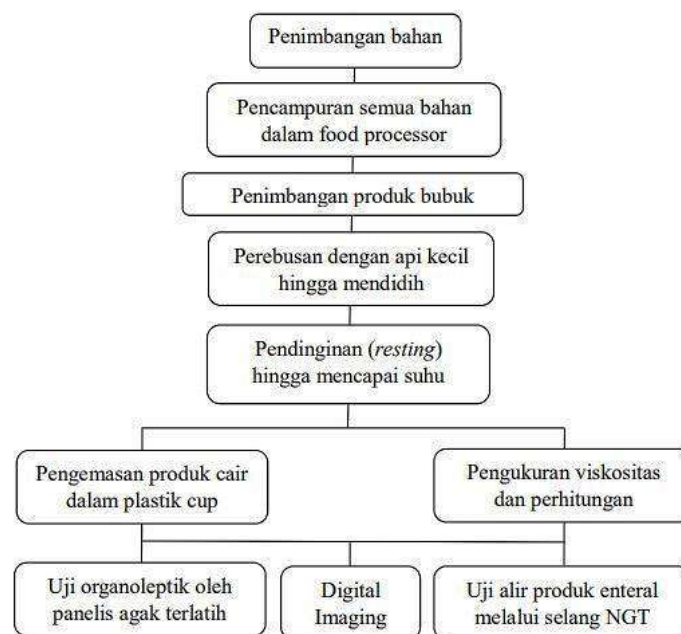 Penimbangan bahan
Pencampuran semua bahan
dalam food processor
Penimbangan produk bubuk
Perebusan dengan api kecil
hingga mendidih
Pendinginan (resting)
hingga mencapai suhu
Pengemasan produk cair
dalam plastik cup
Pengukuran viskositas
dan perhitungan
Uji organoleptik oleh
panelis agak terlatih
Digital
Imaging
Uji alir produk enteral
melalui selang NGT